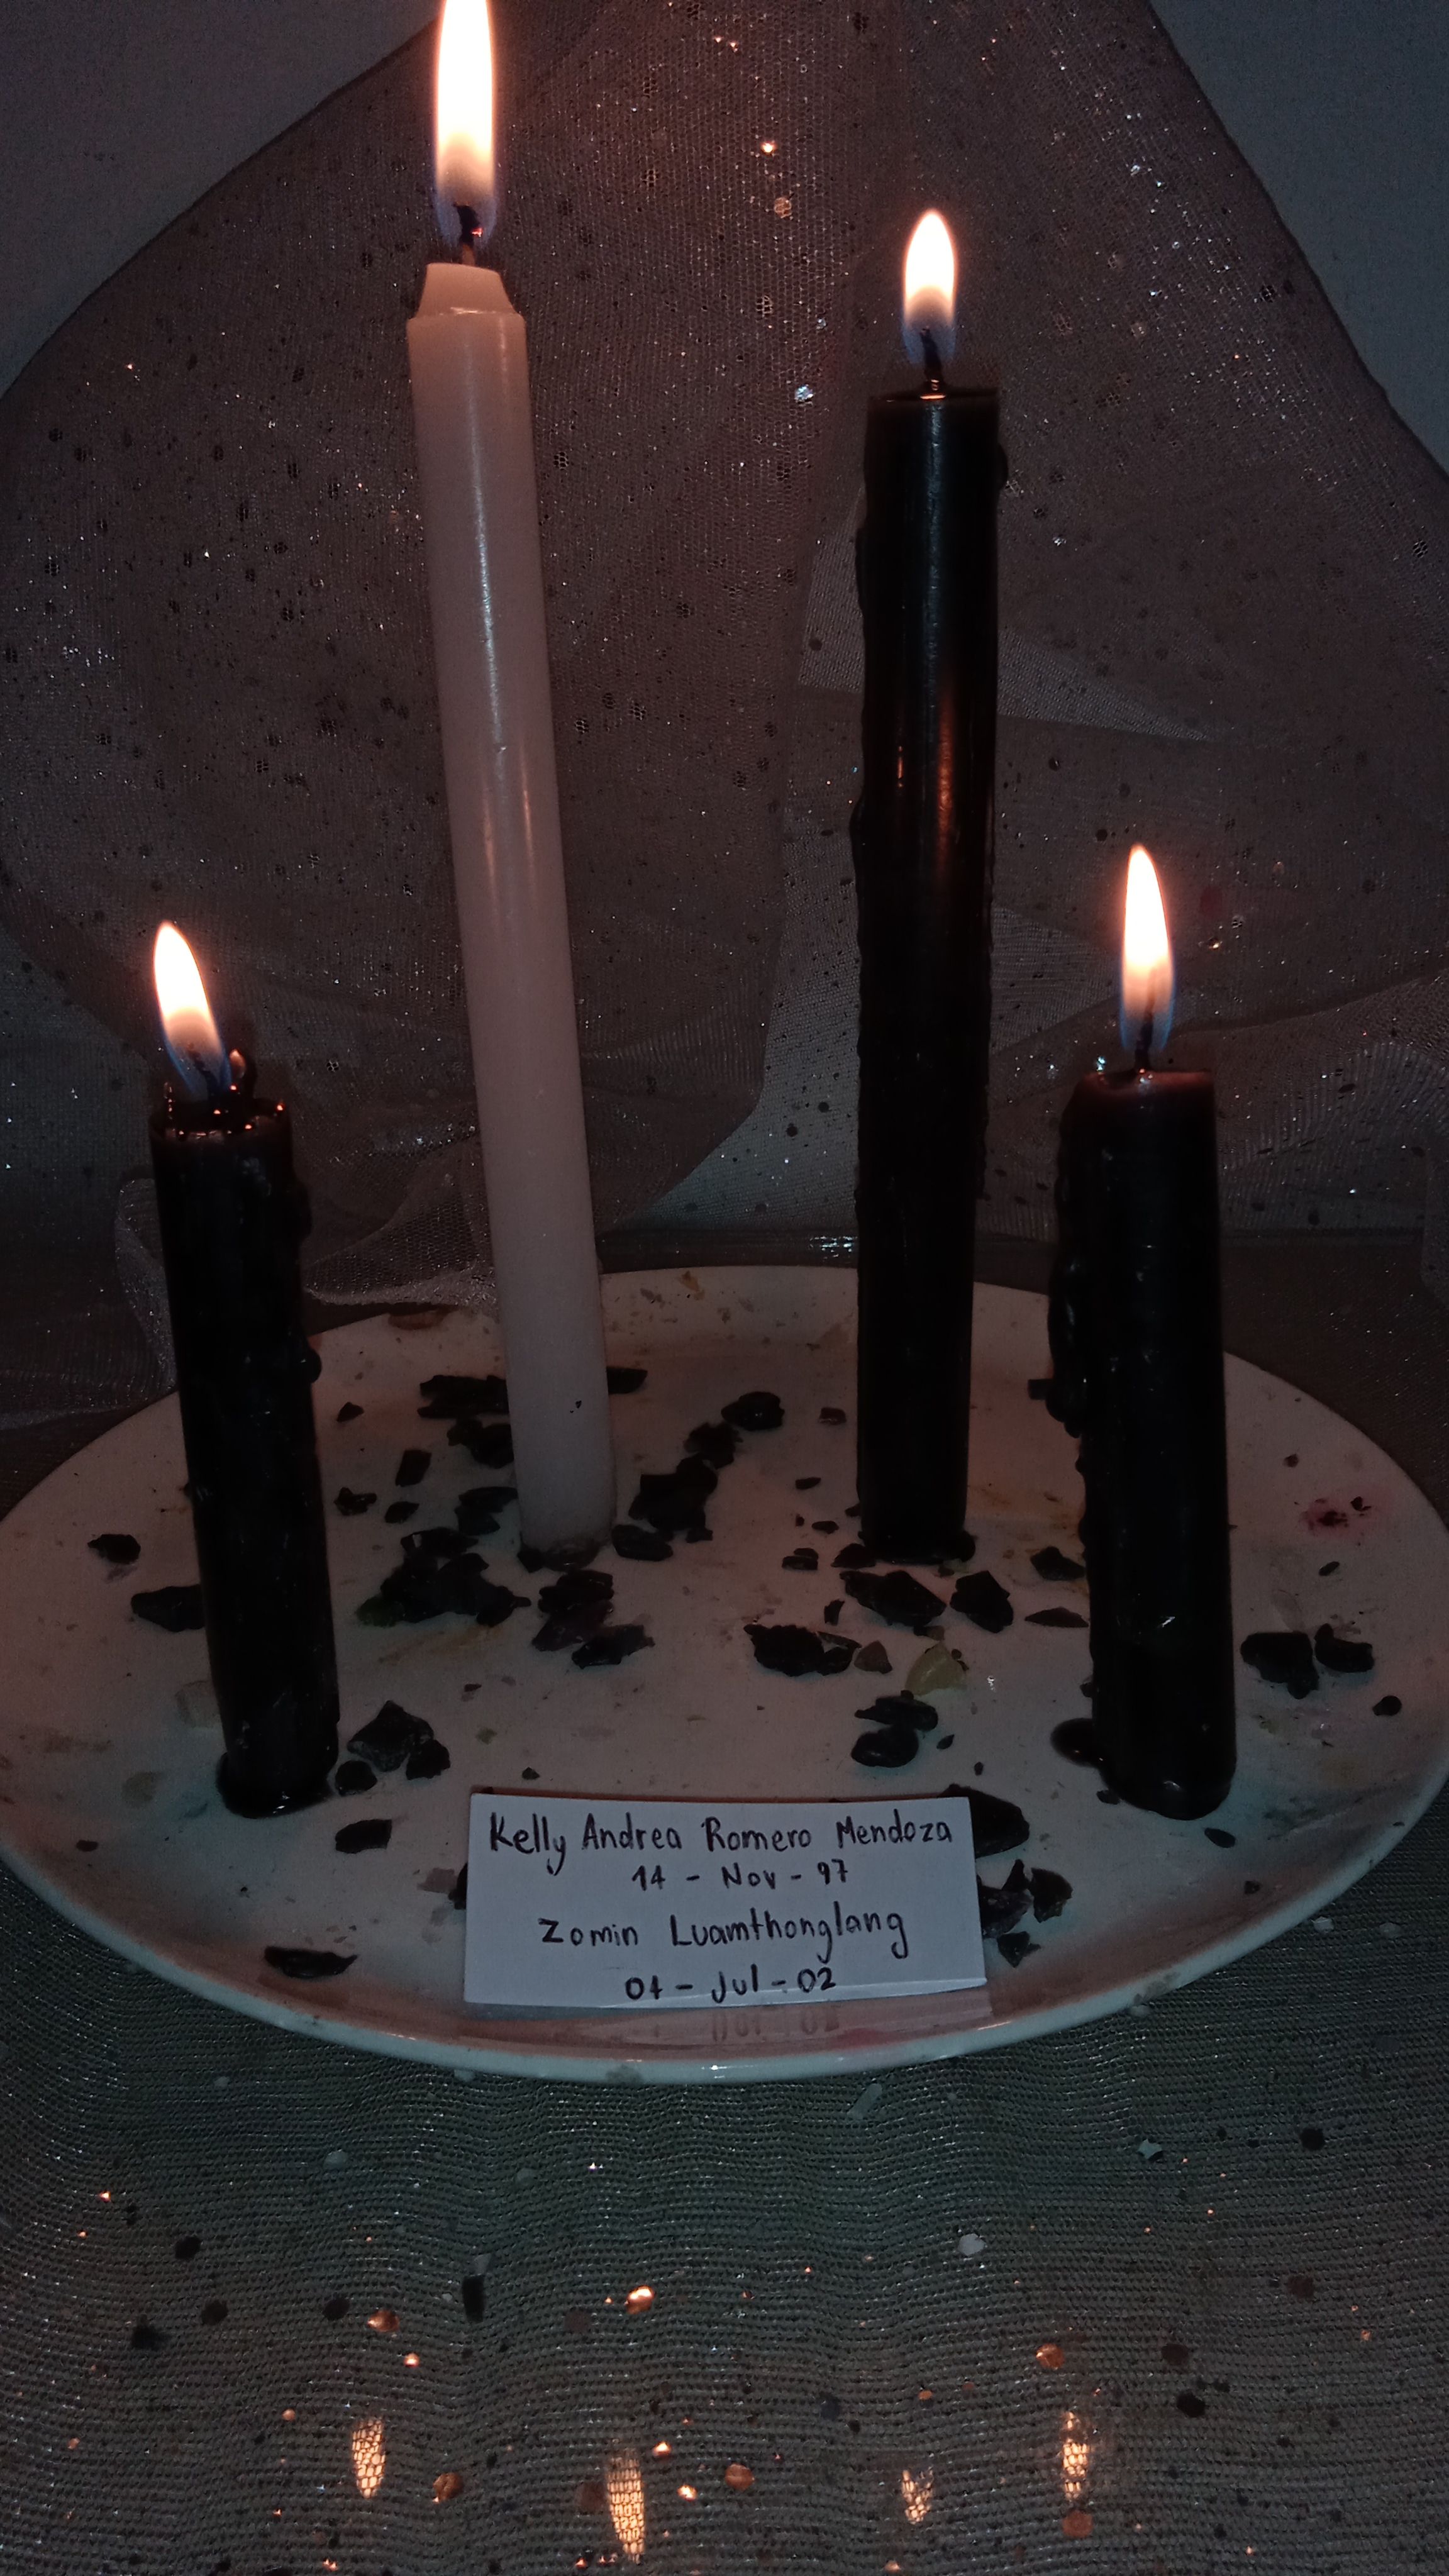 Kelly Andrea Romero Mendoza
14 - Nov - 97
Zomin Luamthonglang
01 - Jul - 02